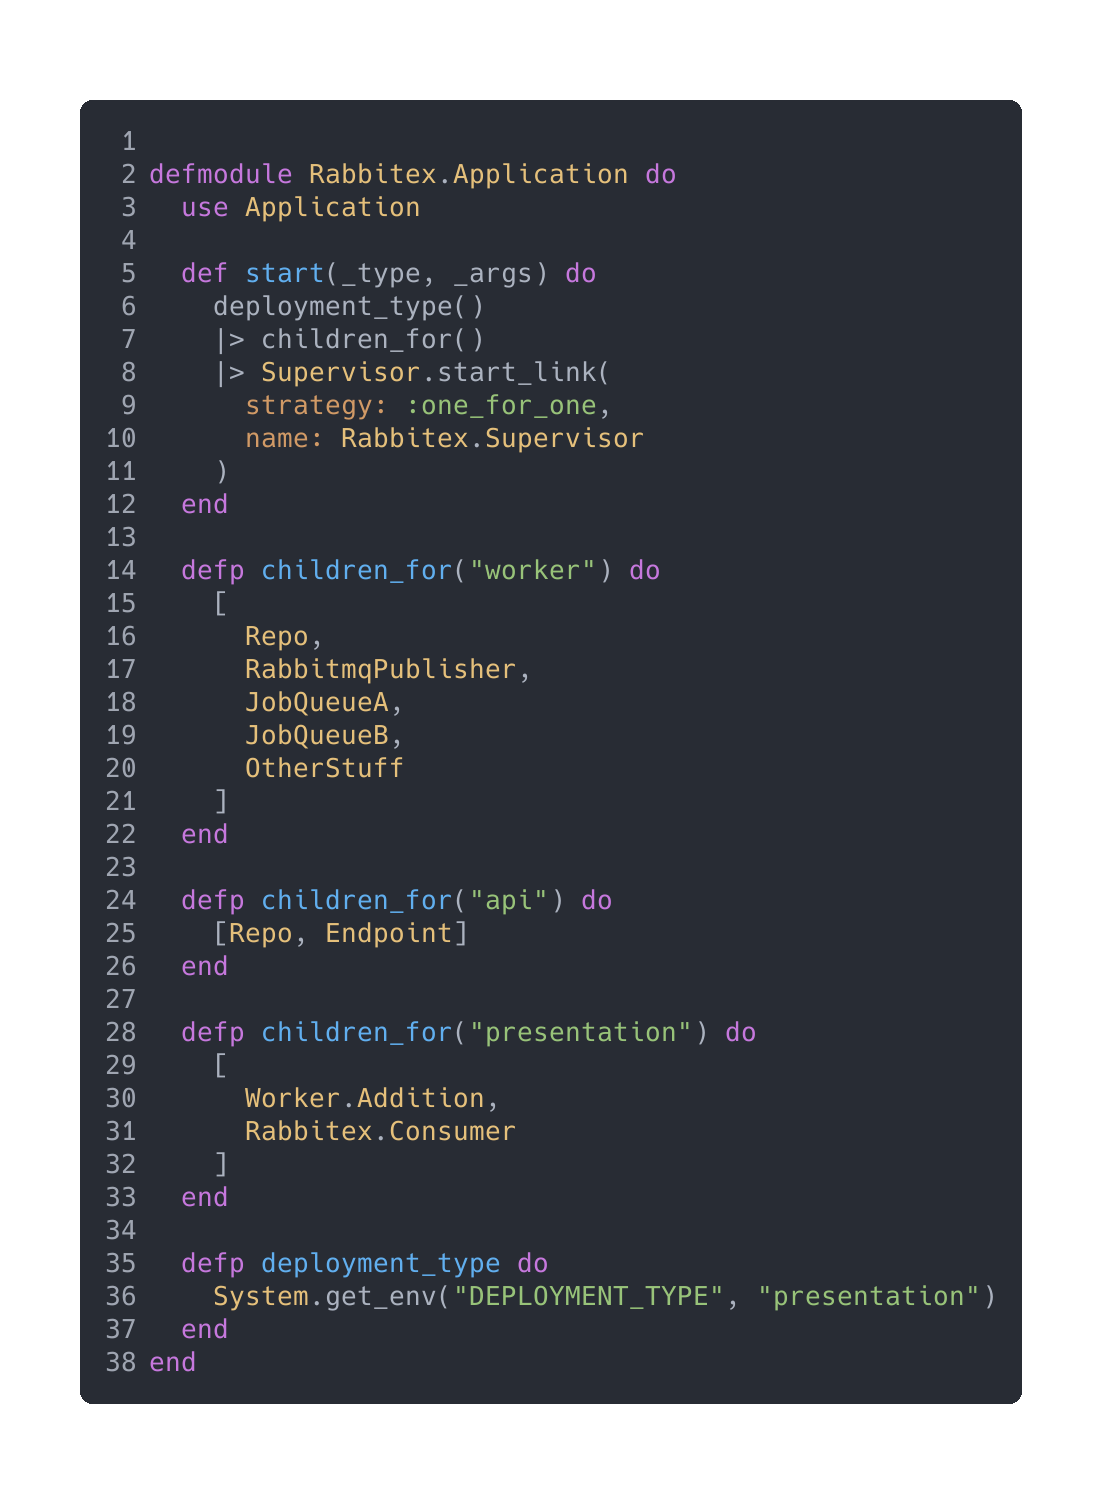 1
2 defmodule Rabbitex.Application do
3   use Application
4
5   def start(_type, _args) do
6     deployment_type()
7     |> children_for()
8     |> Supervisor.start_link(
9       strategy: :one_for_one,
10       name: Rabbitex.Supervisor
11     )
12   end
13
14   defp children_for("worker") do
15     [
16       Repo,
17       RabbitmqPublisher,
18       JobQueueA,
19       JobQueueB,
20       OtherStuff
21     ]
22   end
23
24   defp children_for("api") do
25     [Repo, Endpoint]
26   end
27
28   defp children_for("presentation") do
29     [
30       Worker.Addition,
31       Rabbitex.Consumer
32     ]
33   end
34
35   defp deployment_type do
36     System.get_env("DEPLOYMENT_TYPE", "presentation")
37   end
38 end